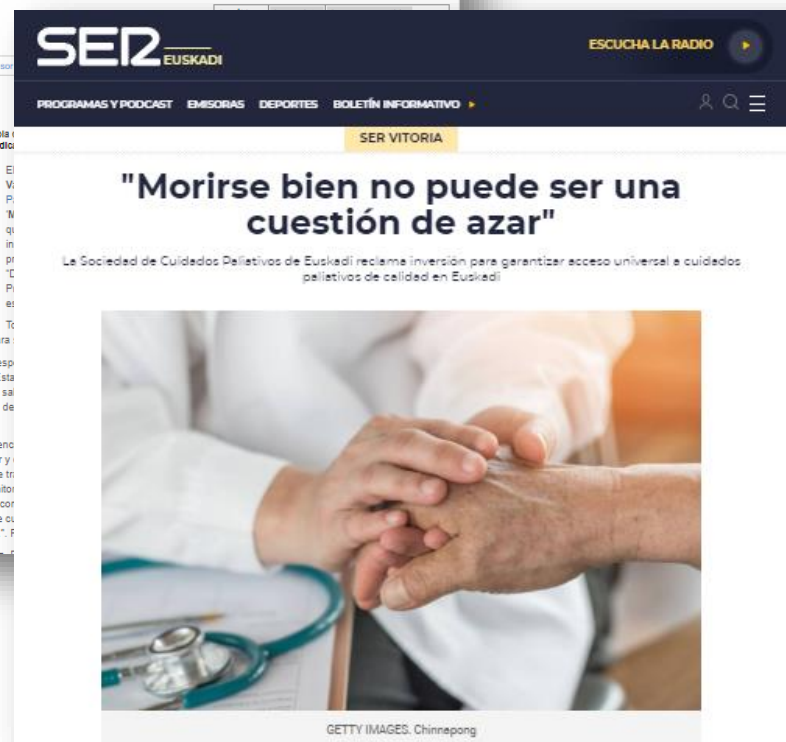 SER EUSKADI
ESCUCHA LA RADIO
PROGRAMAS Y PODCAST EMISORAS DEPORTES BOLETÍN INFORMATIVO
SER VITORIA
"Morirse bien no puede ser una
cuestión de azar"
La Sociedad de Cuidados Paliativos de Euskadi reclama inversión para garantizar acceso universal a cuidados
paliativos de calidad en Euskadi
GETTY IMAGES. Chinnapong